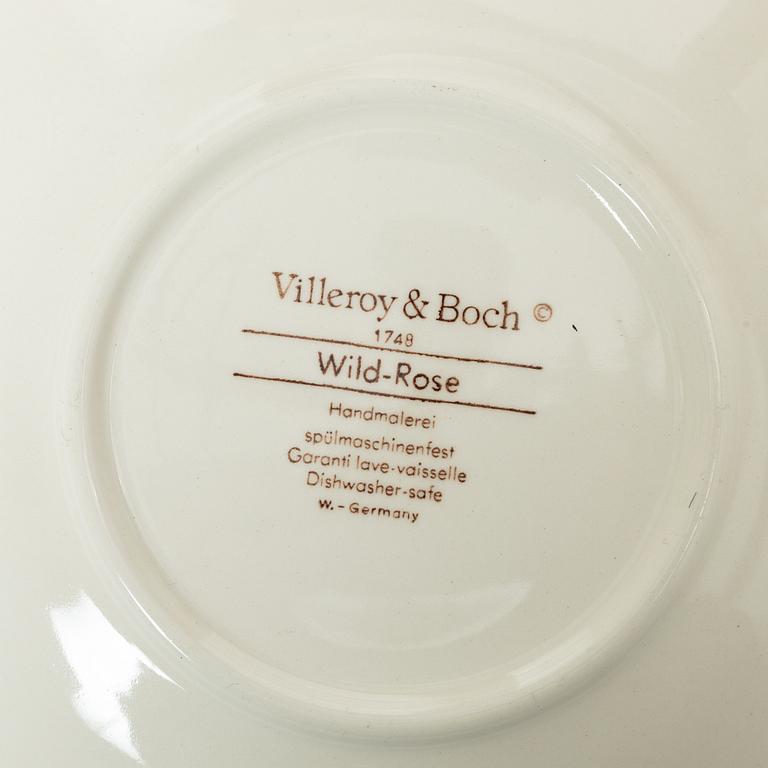 Villeroy & Boch ©
1748
Wild-Rose
Handmalerei
spülmaschinenfest
Garanti lave-vaisselle
Dishwasher-safe
W.-Germany